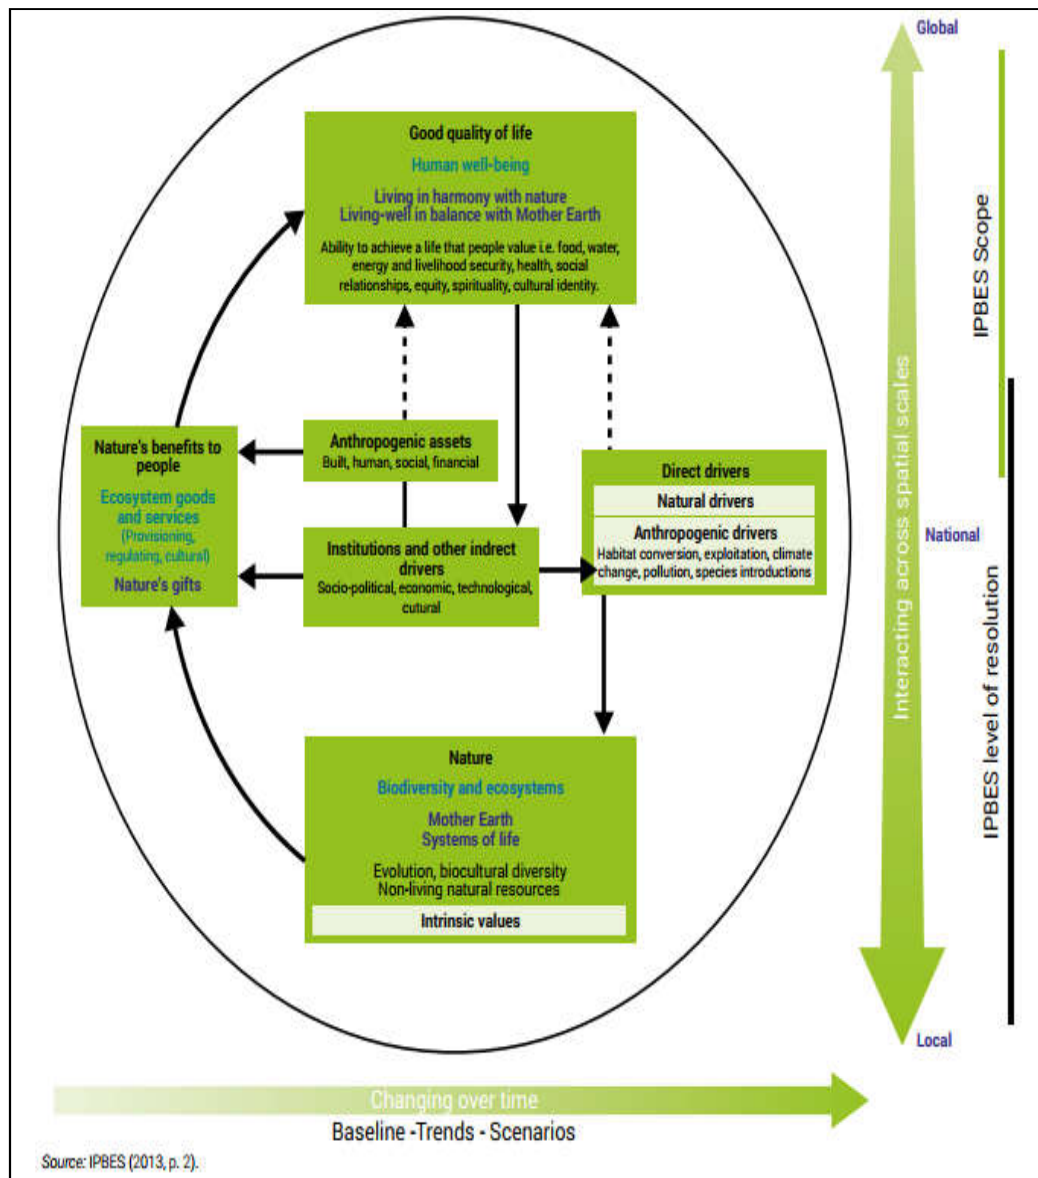 Global
Good quality of life
Human well-being
Living in harmony with nature
Living-well in balance with Mother Earth
Ability to achieve a life that people value i.e. food, water,
energy and livelihood security, health, social
relationships, equity, spirituality, cultural identity.
IPBES Scope
Nature's benefits to
people
Ecosystem goods
and services
(Provisioning,
regulating, cultural)
Nature's gifts
Anthropogenic assets
Built, human, social, financial
Institutions and other indrect
drivers
Socio-political, economic, technological,
cutural
Direct drivers
Natural drivers
Anthropogenic drivers
Habitat conversion, exploitation, climate
change, pollution, species introductions
Interacting across spatial scales
National
IPBES level of resolution
Nature
Biodiversity and ecosystems
Mother Earth
Systems of life
Evolution, biocultural diversity
Non-living natural resources
Intrinsic values
Local
Changing over time
Baseline -Trends - Scenarios
Source: IPBES (2013, p. 2).